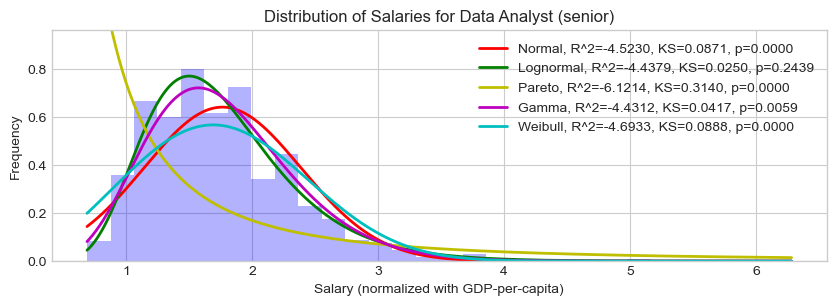 Distribution of Salaries for Data Analyst (senior)
Normal, R^2=-4.5230, KS=0.0871, p=0.0000
Lognormal, R^2=-4.4379, KS=0.0250, p=0.2439
Pareto, R^2=-6.1214, KS=0.3140, p=0.0000
Gamma, R^2=-4.4312, KS=0.0417, p=0.0059
Weibull, R^2=-4.6933, KS=0.0888, p=0.0000
Frequency
0.8
0.6
0.4
0.2
0.0
1 2 3 4 5 6
Salary (normalized with GDP-per-capita)